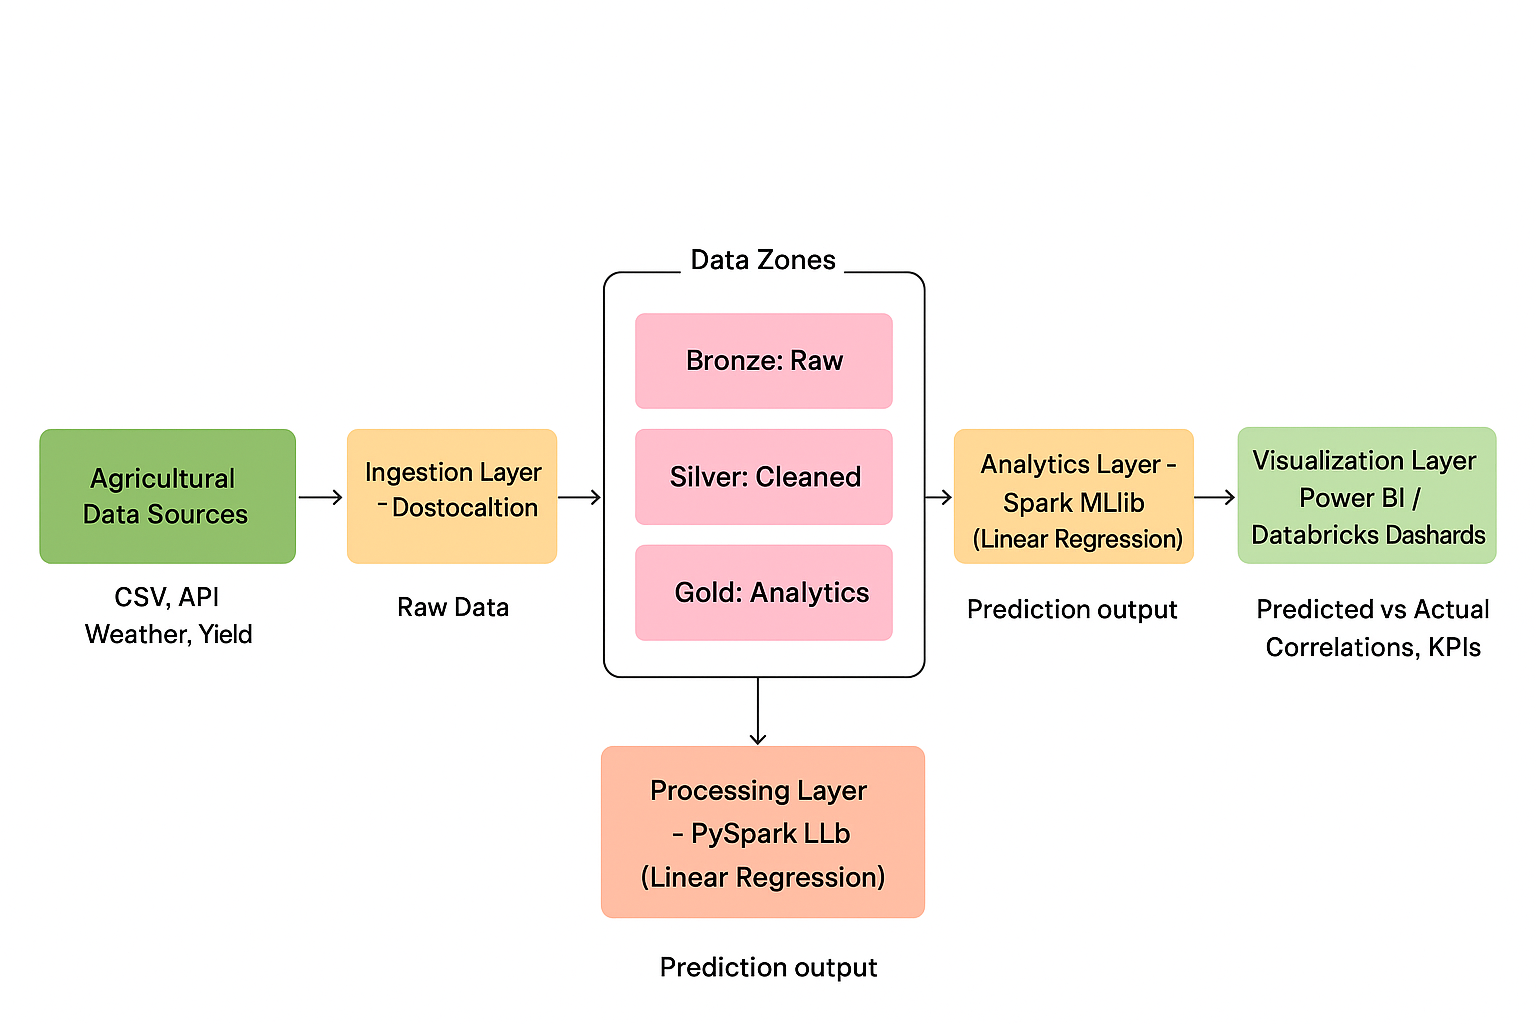 Data Zones
Bronze: Raw
Silver: Cleaned
Gold: Analytics
Agricultural
Data Sources
CSV, API
Weather, Yield
Ingestion Layer
- Dostocaltion
Raw Data
Analytics Layer -
Spark MLlib
(Linear Regression)
Prediction output
Visualization Layer
Power BI /
Databricks Dashards
Predicted vs Actual
Correlations, KPIs
Processing Layer
- PySpark LLb
(Linear Regression)
Prediction output